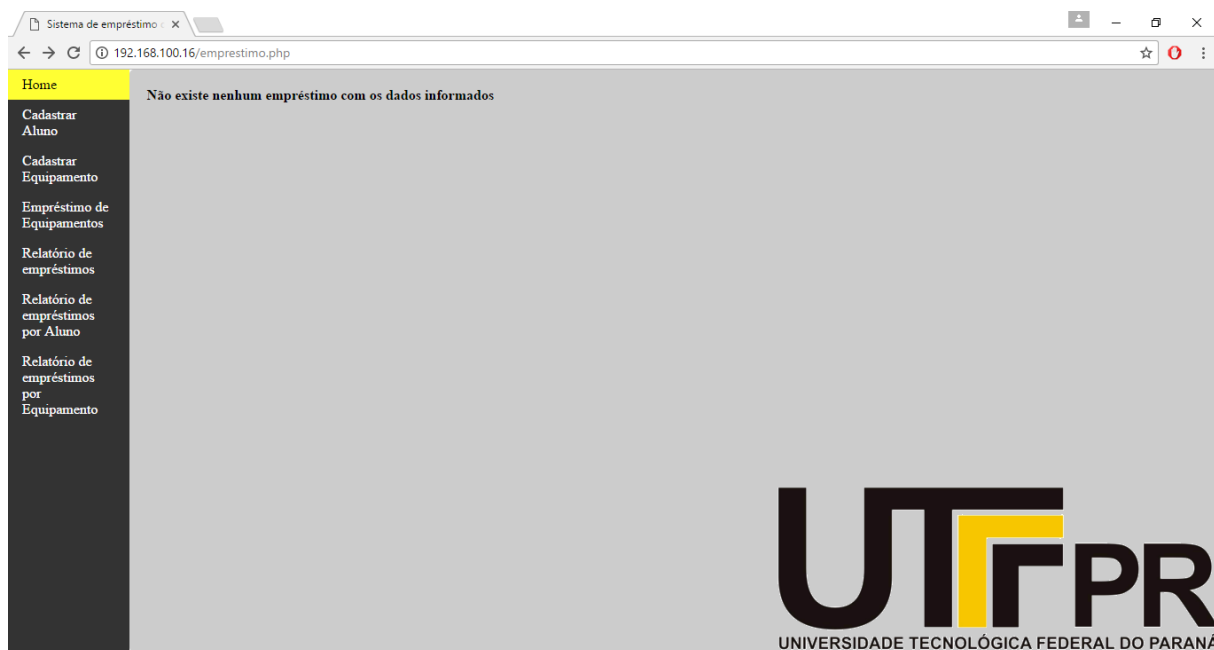 Sistema de empréstimo
192.168.100.16/emprestimo.php
Home
Cadastrar
Aluno
Cadastrar
Equipamento
Empréstimo de
Equipamentos
Relatório de
empréstimos
Relatório de
empréstimos
por Aluno
Relatório de
empréstimos
por
Equipamento
Não existe nenhum empréstimo com os dados informados
UTFPR
UNIVERSIDADE TECNOLÓGICA FEDERAL DO PARANÁ